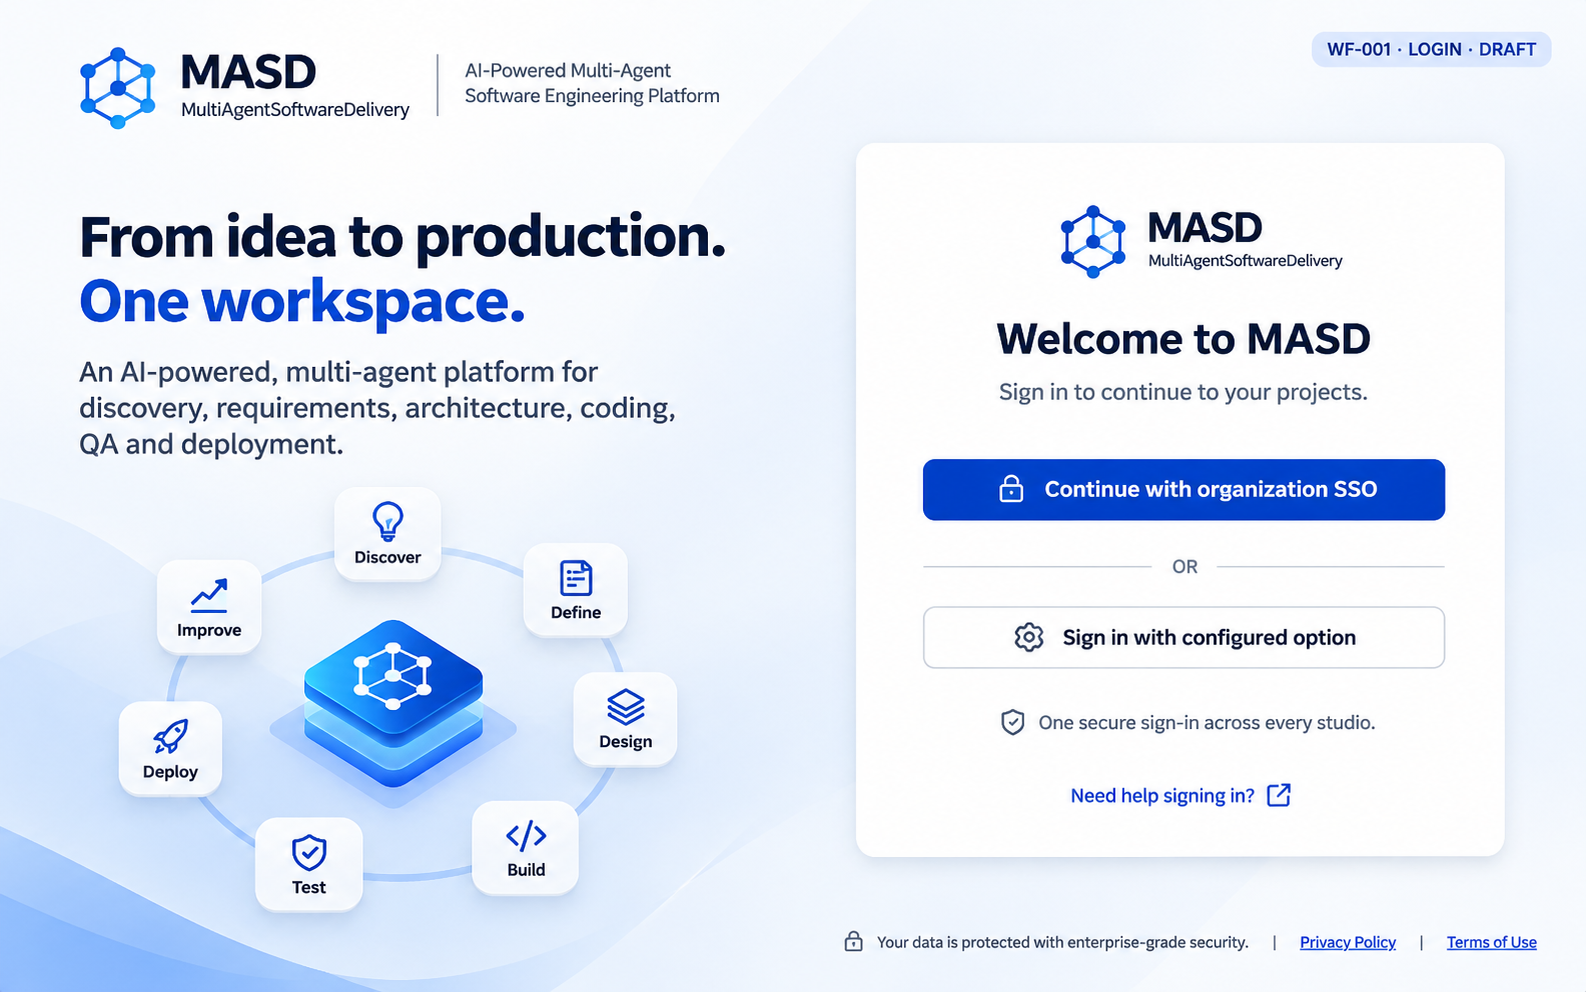 MASD
MultiAgentSoftwareDelivery
AI-Powered Multi-Agent
Software Engineering Platform
WF-001 · LOGIN · DRAFT
From idea to production.
One workspace.
An AI-powered, multi-agent platform for
discovery, requirements, architecture, coding,
QA and deployment.
Discover
Define
Design
Build
Test
Deploy
Improve
MASD
MultiAgentSoftwareDelivery
Welcome to MASD
Sign in to continue to your projects.
Continue with organization SSO
OR
Sign in with configured option
One secure sign-in across every studio.
Need help signing in?
Your data is protected with enterprise-grade security. | Privacy Policy | Terms of Use